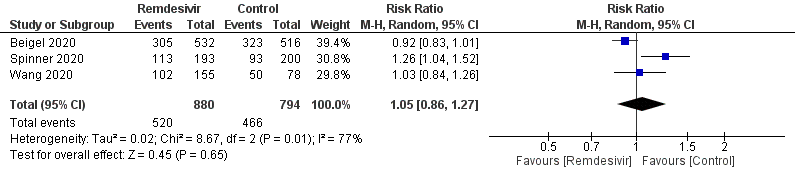 Remdesivir Control Risk Ratio Risk Ratio
Study or Subgroup Events Total Events Total Weight M-H, Random, 95% CI M-H, Random, 95% CI
Beigel 2020 305 532 323 516 39.4% 0.92 [0.83, 1.01]
Spinner 2020 113 193 93 200 30.8% 1.26 [1.04, 1.52]
Wang 2020 102 155 50 78 29.8% 1.03 [0.84, 1.26]
Total (95% CI) 880 794 100.0% 1.05 [0.86, 1.27]
Total events 520 466
Heterogeneity: Tau² = 0.02; Chi² = 8.67, df = 2 (P = 0.01); I² = 77%
Test for overall effect: Z = 0.45 (P = 0.65)
0.5 0.7 1 1.5 2
Favours [Remdesivir] Favours [Control]